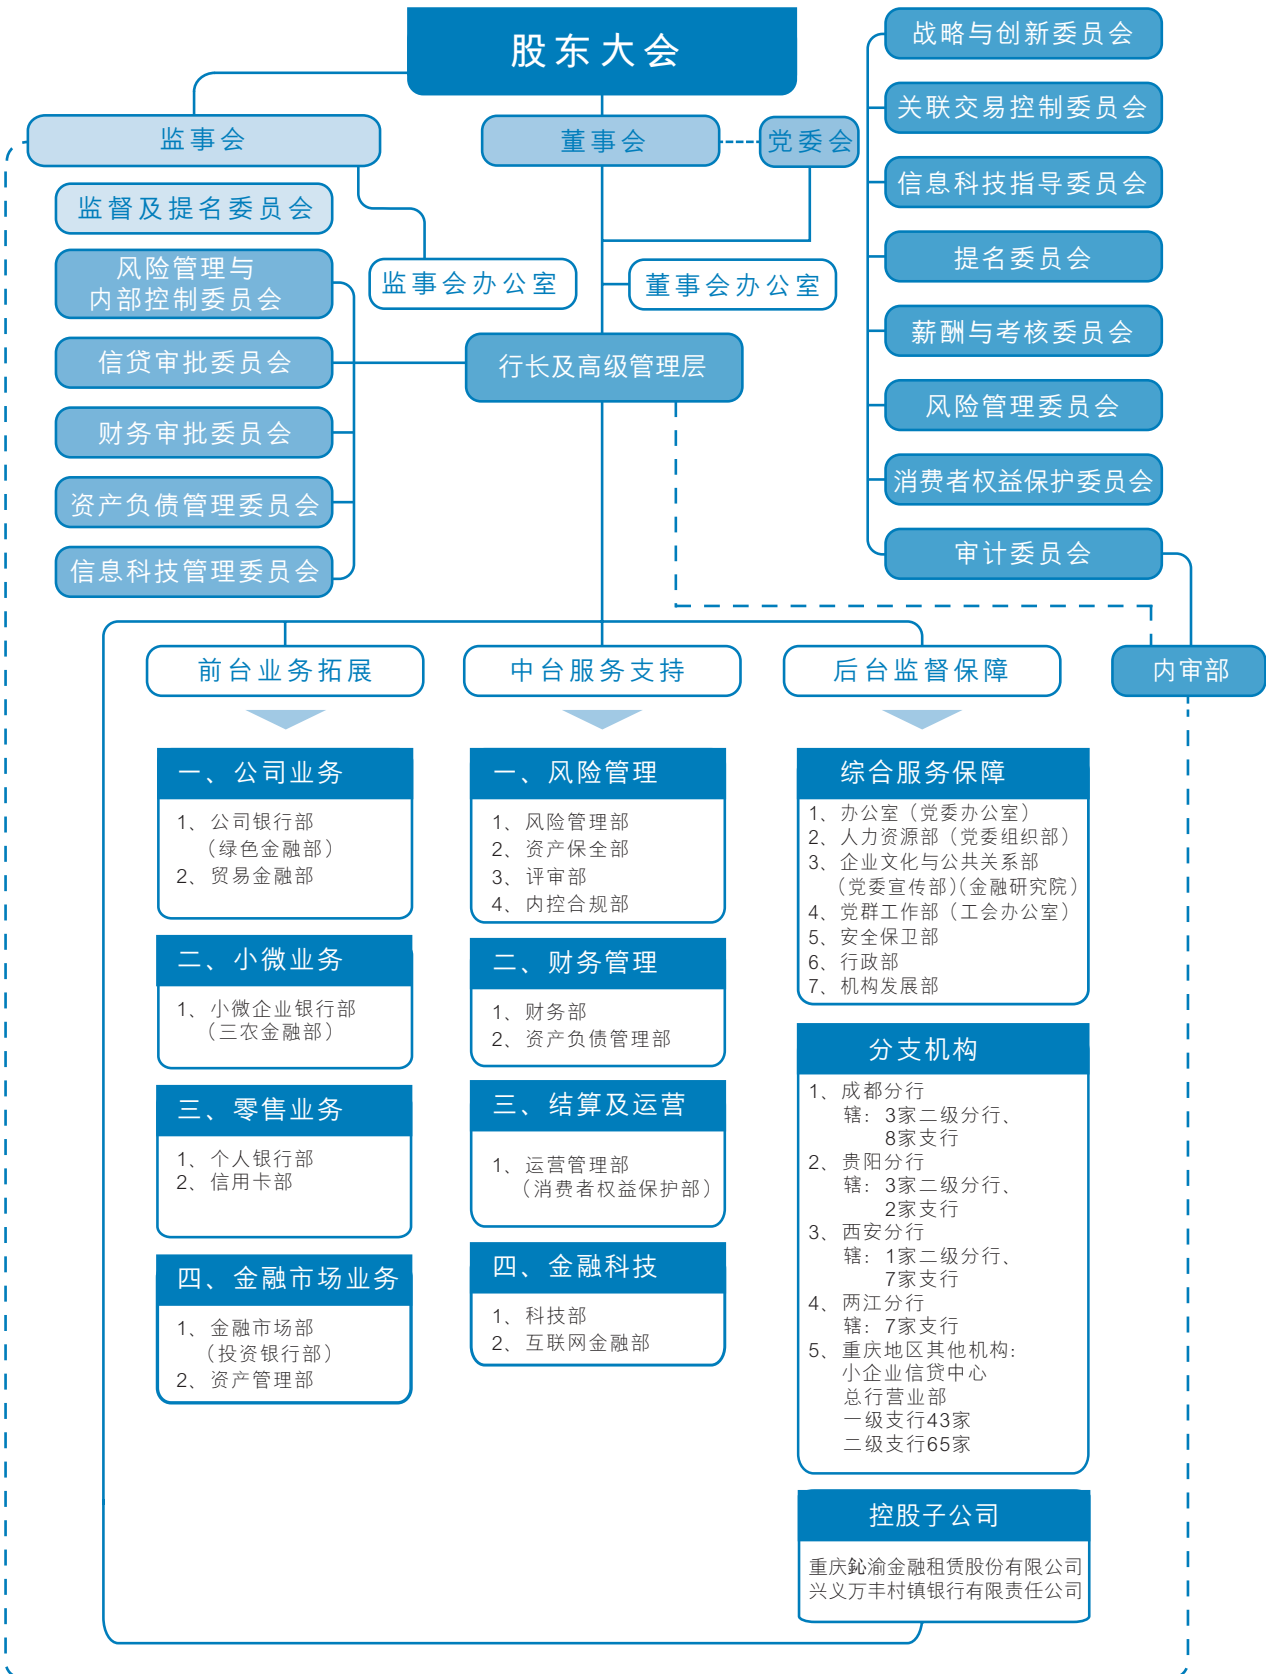 股东大会
监事会
董事会
党委会
监督及提名委员会
风险管理与
内部控制委员会
信贷审批委员会
财务审批委员会
资产负债管理委员会
信息科技管理委员会
监事会办公室
董事会办公室
行长及高级管理层
战略与创新委员会
关联交易控制委员会
信息科技指导委员会
提名委员会
薪酬与考核委员会
风险管理委员会
消费者权益保护委员会
审计委员会
内审部
前台业务拓展
一、公司业务
1、公司银行部
（绿色金融部）
2、贸易金融部
二、小微业务
1、小微企业银行部
（三农金融部）
三、零售业务
1、个人银行部
2、信用卡部
四、金融市场业务
1、金融市场部
（投资银行部）
2、资产管理部
中台服务支持
一、风险管理
1、风险管理部
2、资产保全部
3、评审部
4、内控合规部
二、财务管理
1、财务部
2、资产负债管理部
三、结算及运营
1、运营管理部
（消费者权益保护部）
四、金融科技
1、科技部
2、互联网金融部
后台监督保障
综合服务保障
1、办公室（党委办公室）
2、人力资源部（党委组织部）
3、企业文化与公共关系部
（党委宣传部）（金融研究院）
4、党群工作部（工会办公室）
5、安全保卫部
6、行政部
7、机构发展部
分支机构
1、成都分行
辖：3家二级分行、
8家支行
2、贵阳分行
辖：3家二级分行、
2家支行
3、西安分行
辖：1家二级分行、
7家支行
4、两江分行
辖：7家支行
5、重庆地区其他机构：
小企业信贷中心
总行营业部
一级支行43家
二级支行65家
控股子公司
重庆鈊渝金融租赁股份有限公司
兴义万丰村镇银行有限责任公司